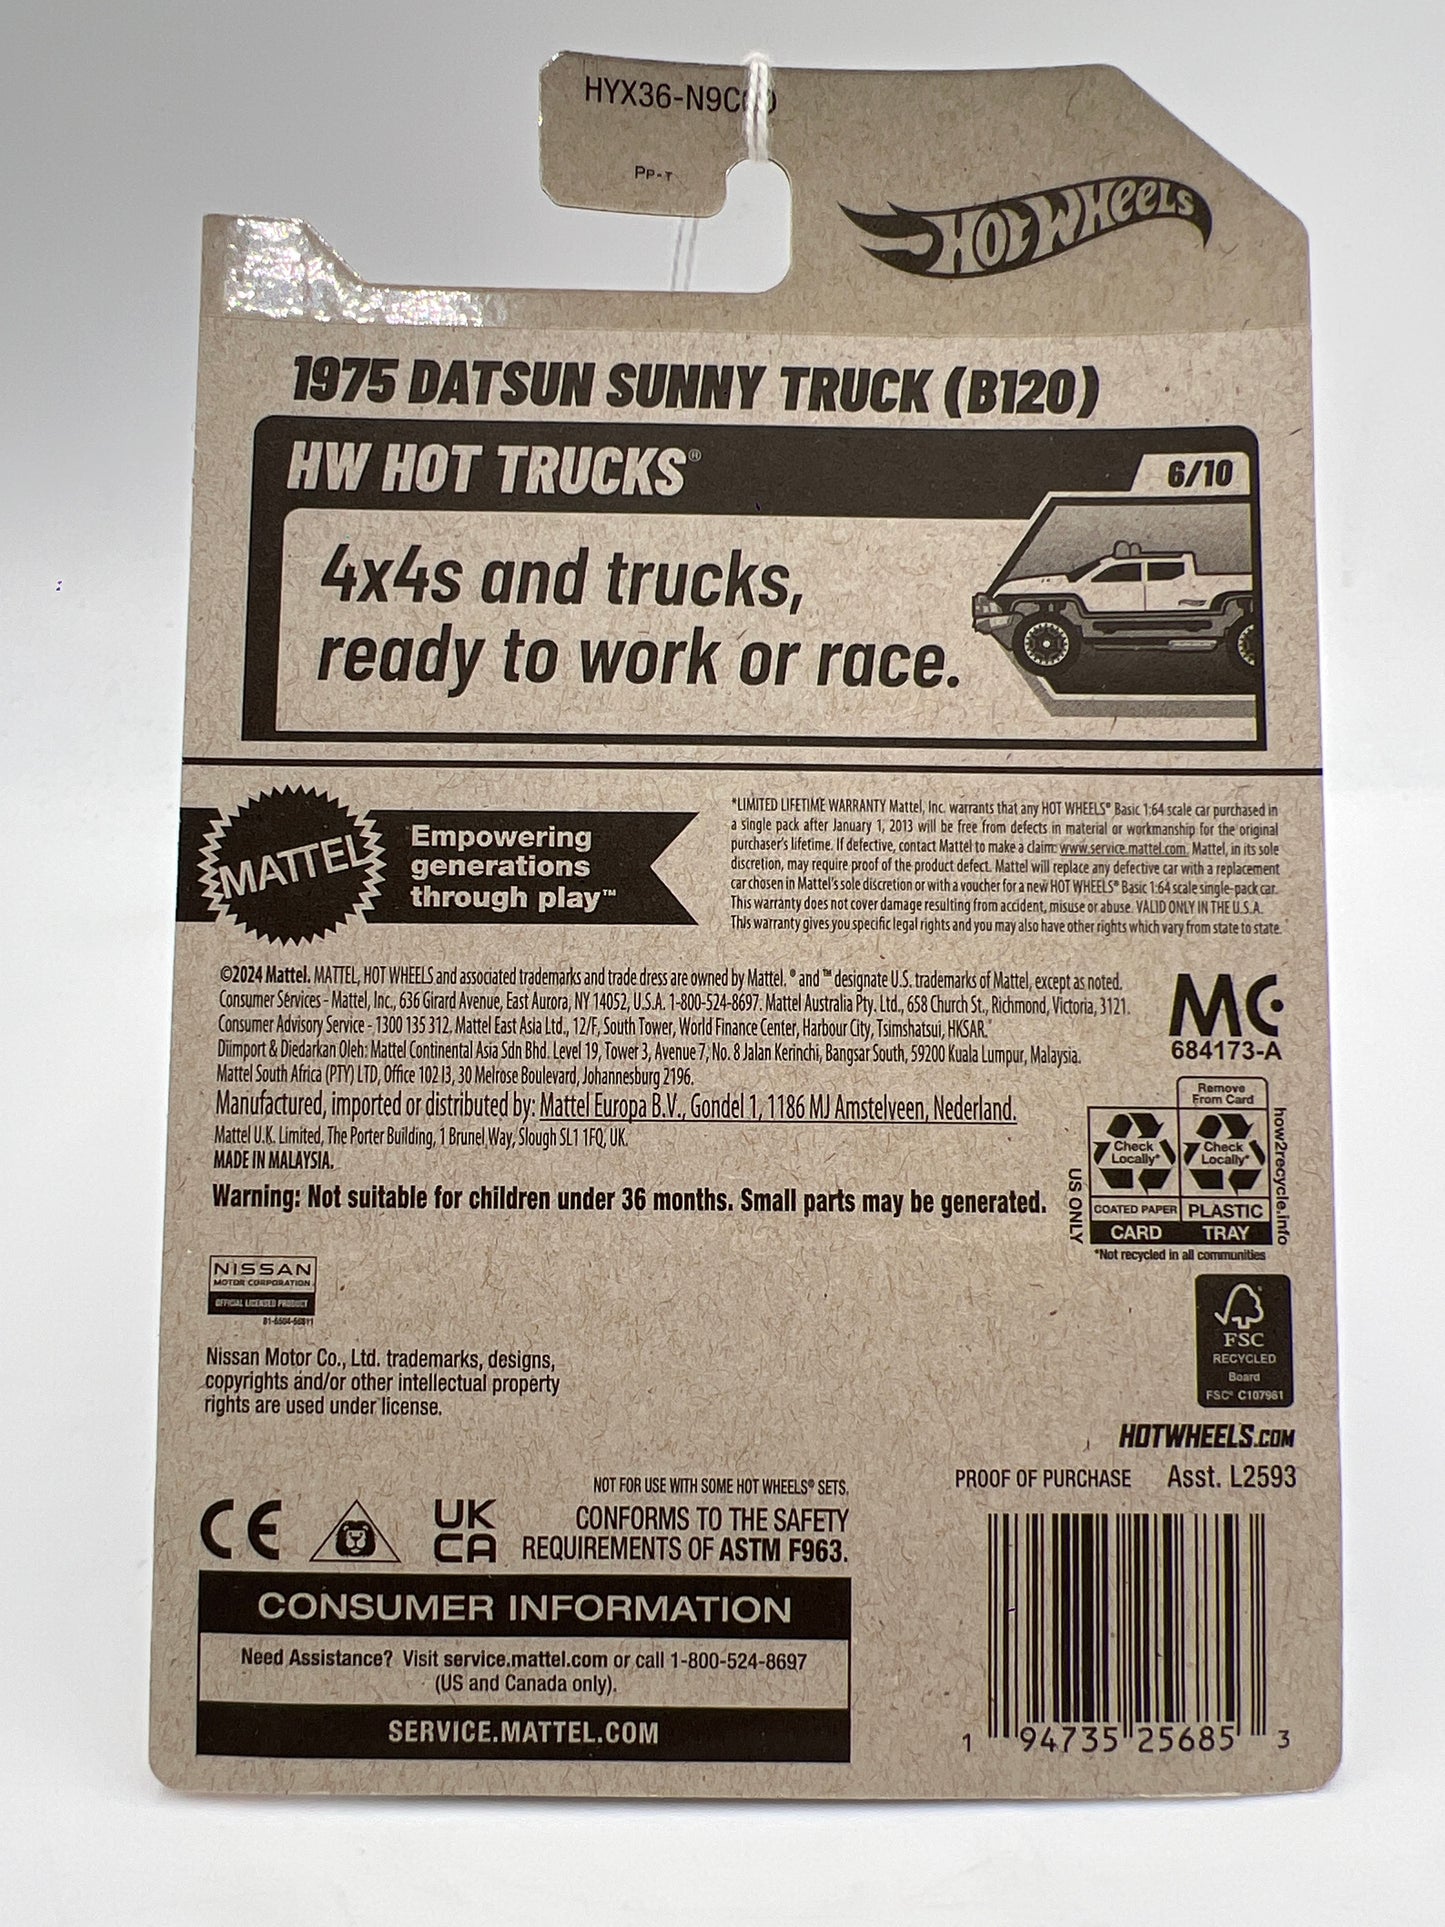 HYX36-N9C
PP-T
HOT WHEELS
1975 DATSUN SUNNY TRUCK (B120)
HW HOT TRUCKS®
6/10
4x4s and trucks,
ready to work or race.
MATTEL
Empowering
generations
through play™
*LIMITED LIFETIME WARRANTY Mattel, Inc. warrants that any HOT WHEELS® Basic 1:64 scale car purchased in
a single pack after January 1, 2013 will be free from defects in material or workmanship for the original
purchaser's lifetime. If defective, contact Mattel to make a claim: www.service.mattel.com. Mattel, in its sole
discretion, may require proof of the product defect. Mattel will replace any defective car with a replacement
car chosen in Mattel's sole discretion or with a voucher for a new HOT WHEELS® Basic 1:64 scale single-pack car.
This warranty does not cover damage resulting from accident, misuse or abuse. VALID ONLY IN THE U.S.A.
This warranty gives you specific legal rights and you may also have other rights which vary from state to state.
©2024 Mattel. MATTEL, HOT WHEELS and associated trademarks and trade dress are owned by Mattel. ® and ™ designate U.S. trademarks of Mattel, except as noted.
Consumer Services - Mattel, Inc., 636 Girard Avenue, East Aurora, NY 14052, U.S.A. 1-800-524-8697. Mattel Australia Pty. Ltd., 658 Church St., Richmond, Victoria, 3121.
Consumer Advisory Service - 1300 135 312. Mattel East Asia Ltd., 12/F, South Tower, World Finance Center, Harbour City, Tsimshatsui, HKSAR.
Diimport & Diedarkan Oleh: Mattel Continental Asia Sdn Bhd. Level 19, Tower 3, Avenue 7, No. 8 Jalan Kerinchi, Bangsar South, 59200 Kuala Lumpur, Malaysia.
Mattel South Africa (PTY) LTD, Office 102 I3, 30 Melrose Boulevard, Johannesburg 2196.
Manufactured, imported or distributed by: Mattel Europa B.V., Gondel 1, 1186 MJ Amstelveen, Nederland.
Mattel U.K. Limited, The Porter Building, 1 Brunel Way, Slough SL1 1FQ, UK.
MADE IN MALAYSIA.
Warning: Not suitable for children under 36 months. Small parts may be generated.
MC
684173-A
Remove
From Card
Check
Locally*
Check
Locally*
COATED PAPER
PLASTIC
CARD
TRAY
US ONLY
how2recycle.info
*Not recycled in all communities
NISSAN
MOTOR CORPORATION
OFFICIAL LICENSED PRODUCT
Nissan Motor Co., Ltd. trademarks, designs,
copyrights and/or other intellectual property
rights are used under license.
FSC
RECYCLED
Board
FSC® C107961
HOTWHEELS.COM
PROOF OF PURCHASE Asst. L2593
NOT FOR USE WITH SOME HOT WHEELS® SETS.
CONFORMS TO THE SAFETY
REQUIREMENTS OF ASTM F963.
CE
UK
CA
CONSUMER INFORMATION
Need Assistance? Visit service.mattel.com or call 1-800-524-8697
(US and Canada only).
SERVICE.MATTEL.COM
1 94735 25685 3